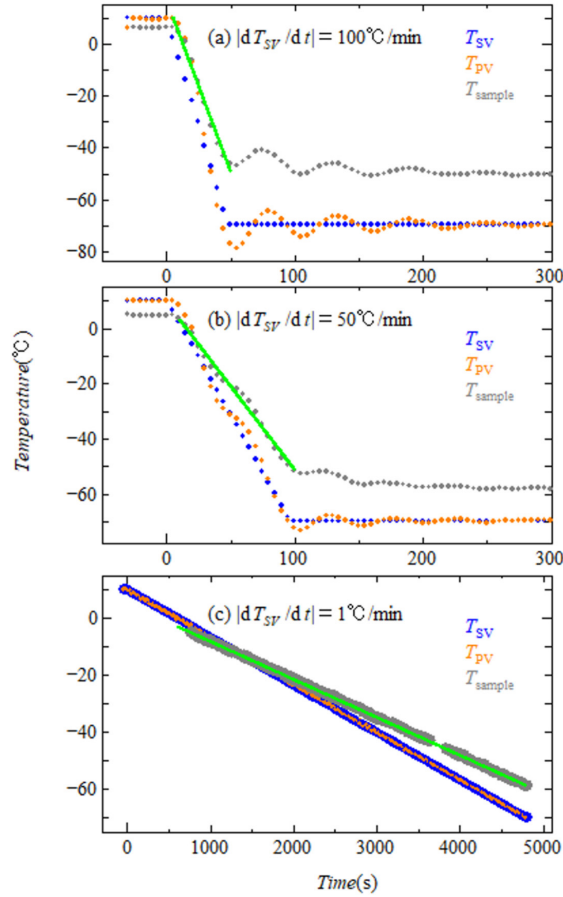 (a) |dT_SV/dt| = 100℃/min
T_SV
T_PV
T_sample
0
−20
−40
−60
−80
0 100 200 300
(b) |dT_SV/dt| = 50℃/min
T_SV
T_PV
T_sample
0
−20
−40
−60
0 100 200 300
Temperature(℃)
(c) |dT_SV/dt| = 1℃/min
T_SV
T_PV
T_sample
0
−20
−40
−60
0 1000 2000 3000 4000 5000
Time(s)